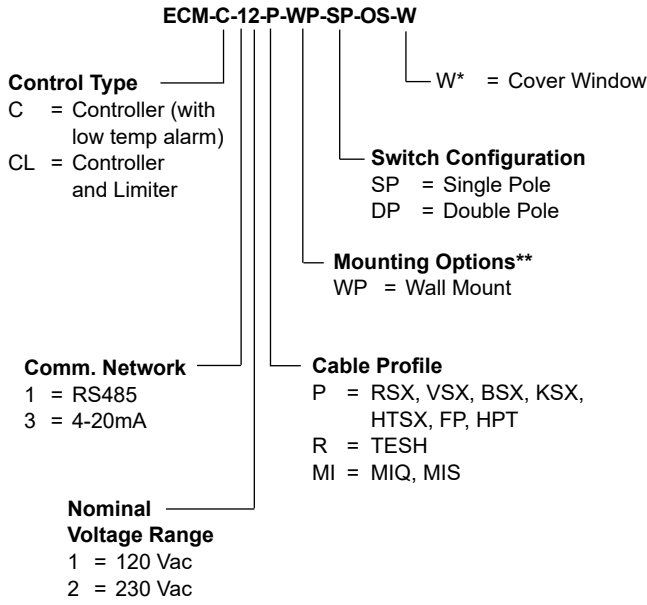 ECM-C-12-P-WP-SP-OS-W
Control Type
C = Controller (with
low temp alarm)
CL = Controller
and Limiter
W* = Cover Window
Switch Configuration
SP = Single Pole
DP = Double Pole
Mounting Options**
WP = Wall Mount
Comm. Network
1 = RS485
3 = 4-20mA
Cable Profile
P = RSX, VSX, BSX, KSX,
HTSX, FP, HPT
R = TESH
MI = MIQ, MIS
Nominal
Voltage Range
1 = 120 Vac
2 = 230 Vac